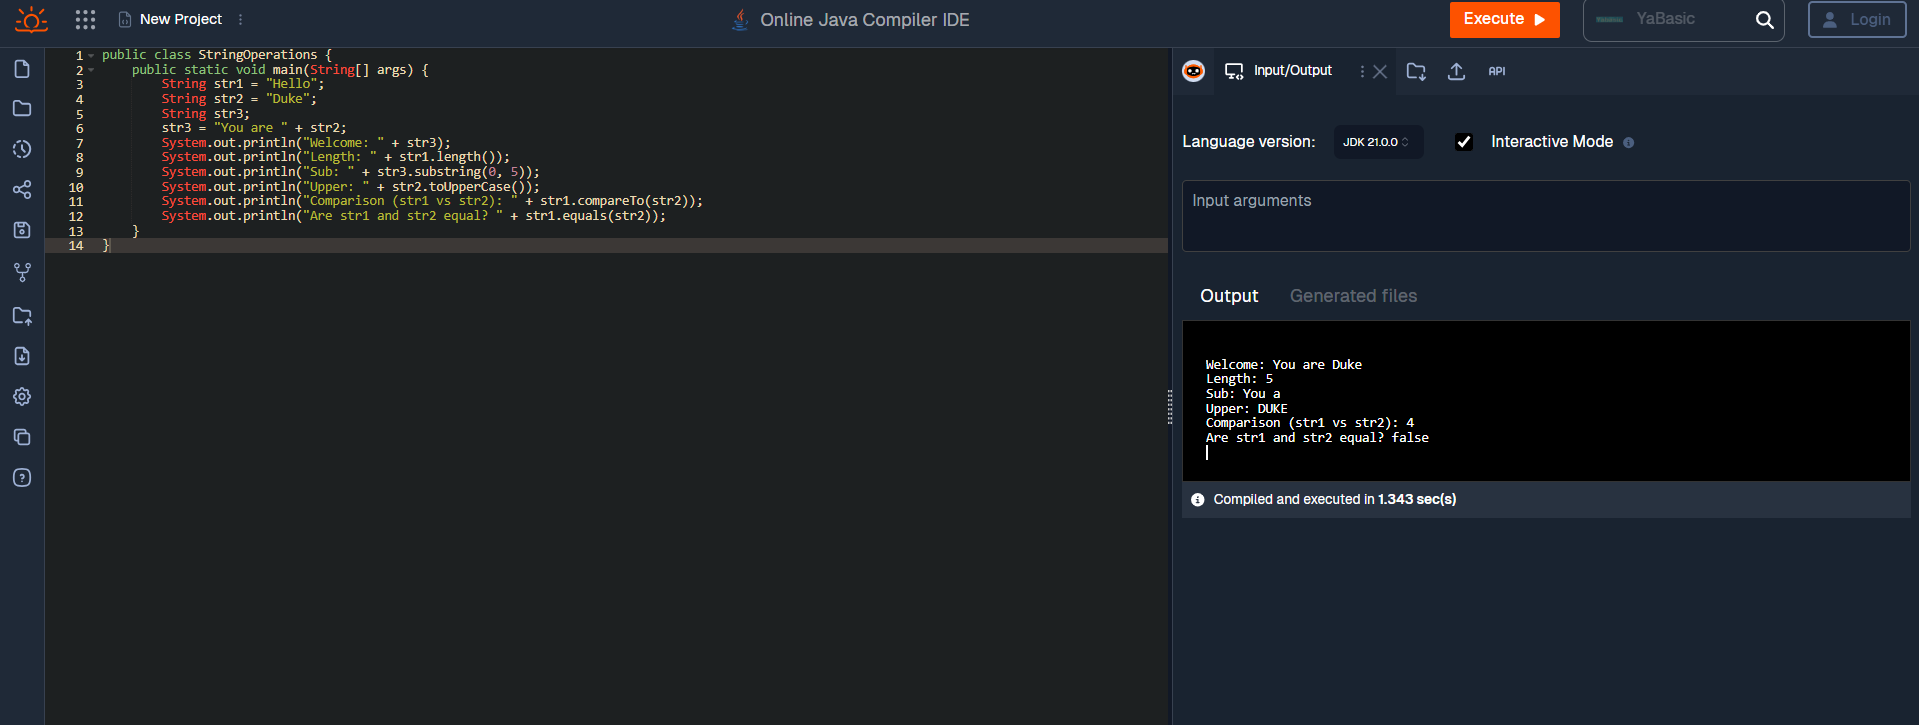 New Project
Online Java Compiler IDE
Execute
YaBasic
Login
1 public class StringOperations {
2     public static void main(String[] args) {
3         String str1 = "Hello";
4         String str2 = "Duke";
5         String str3;
6         str3 = "You are " + str2;
7         System.out.println("Welcome: " + str3);
8         System.out.println("Length: " + str1.length());
9         System.out.println("Sub: " + str3.substring(0, 5));
10         System.out.println("Upper: " + str2.toUpperCase());
11         System.out.println("Comparison (str1 vs str2): " + str1.compareTo(str2));
12         System.out.println("Are str1 and str2 equal? " + str1.equals(str2));
13     }
14 }
Input/Output
API
Language version:
JDK 21.0.0
Interactive Mode
Input arguments
Output
Generated files
Welcome: You are Duke
Length: 5
Sub: You a
Upper: DUKE
Comparison (str1 vs str2): 4
Are str1 and str2 equal? false
Compiled and executed in 1.343 sec(s)